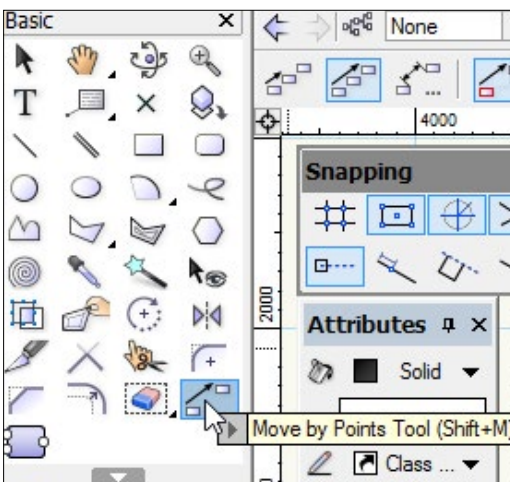 Basic
None
T
4000
Snapping
2000
Attributes
Solid
Move by Points Tool (Shift+M)
Class ...